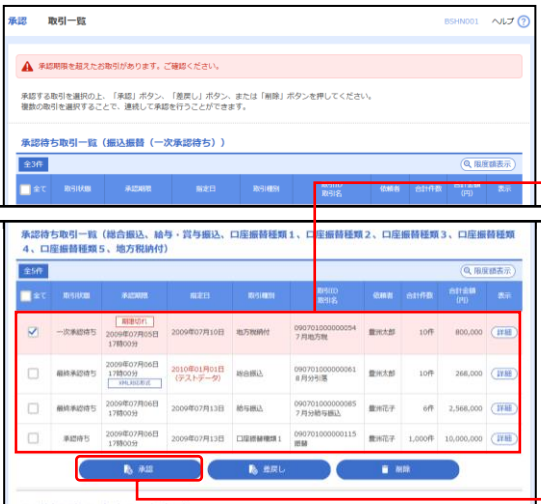 承認 取引一覧 BSHN001 ヘルプ ?
承認期限を超えたお取引があります。ご確認ください。
承認する取引を選択の上、「承認」ボタン、「差戻し」ボタン、または「削除」ボタンを押してください。
複数の取引を選択することで、連続して承認を行うことができます。
承認待ち取引一覧（振込振替（一次承認待ち））
全3件 限度額表示
全て 取引状態 承認期限 指定日 取引種別 取引ID 取引名 依頼者 合計件数 合計金額(円) 表示
承認待ち取引一覧（総合振込、給与・賞与振込、口座振替種類1、口座振替種類2、口座振替種類3、口座振替種類
4、口座振替種類5、地方税納付）
全5件 限度額表示
全て 取引状態 承認期限 指定日 取引種別 取引ID 取引名 依頼者 合計件数 合計金額(円) 表示
期限切れ
一次承認待ち 2009年07月05日 17時00分 2009年07月10日 地方税納付 090701000000054 7月地方税 豊洲太郎 10件 800,000 詳細
最終承認待ち 2009年07月06日 17時00分 2010年01月01日 (テストデータ) 総合振込 090701000000061 8月分引落 豊洲太郎 10件 268,000 詳細
XML対応形式
最終承認待ち 2009年07月06日 17時00分 2009年07月13日 給与振込 090701000000085 7月分給与振込 豊洲花子 6件 2,568,000 詳細
承認待ち 2009年07月06日 17時00分 2009年07月13日 口座振替種類1 090701000000115 振替 豊洲花子 1,000件 10,000,000 詳細
承認 差戻し 削除